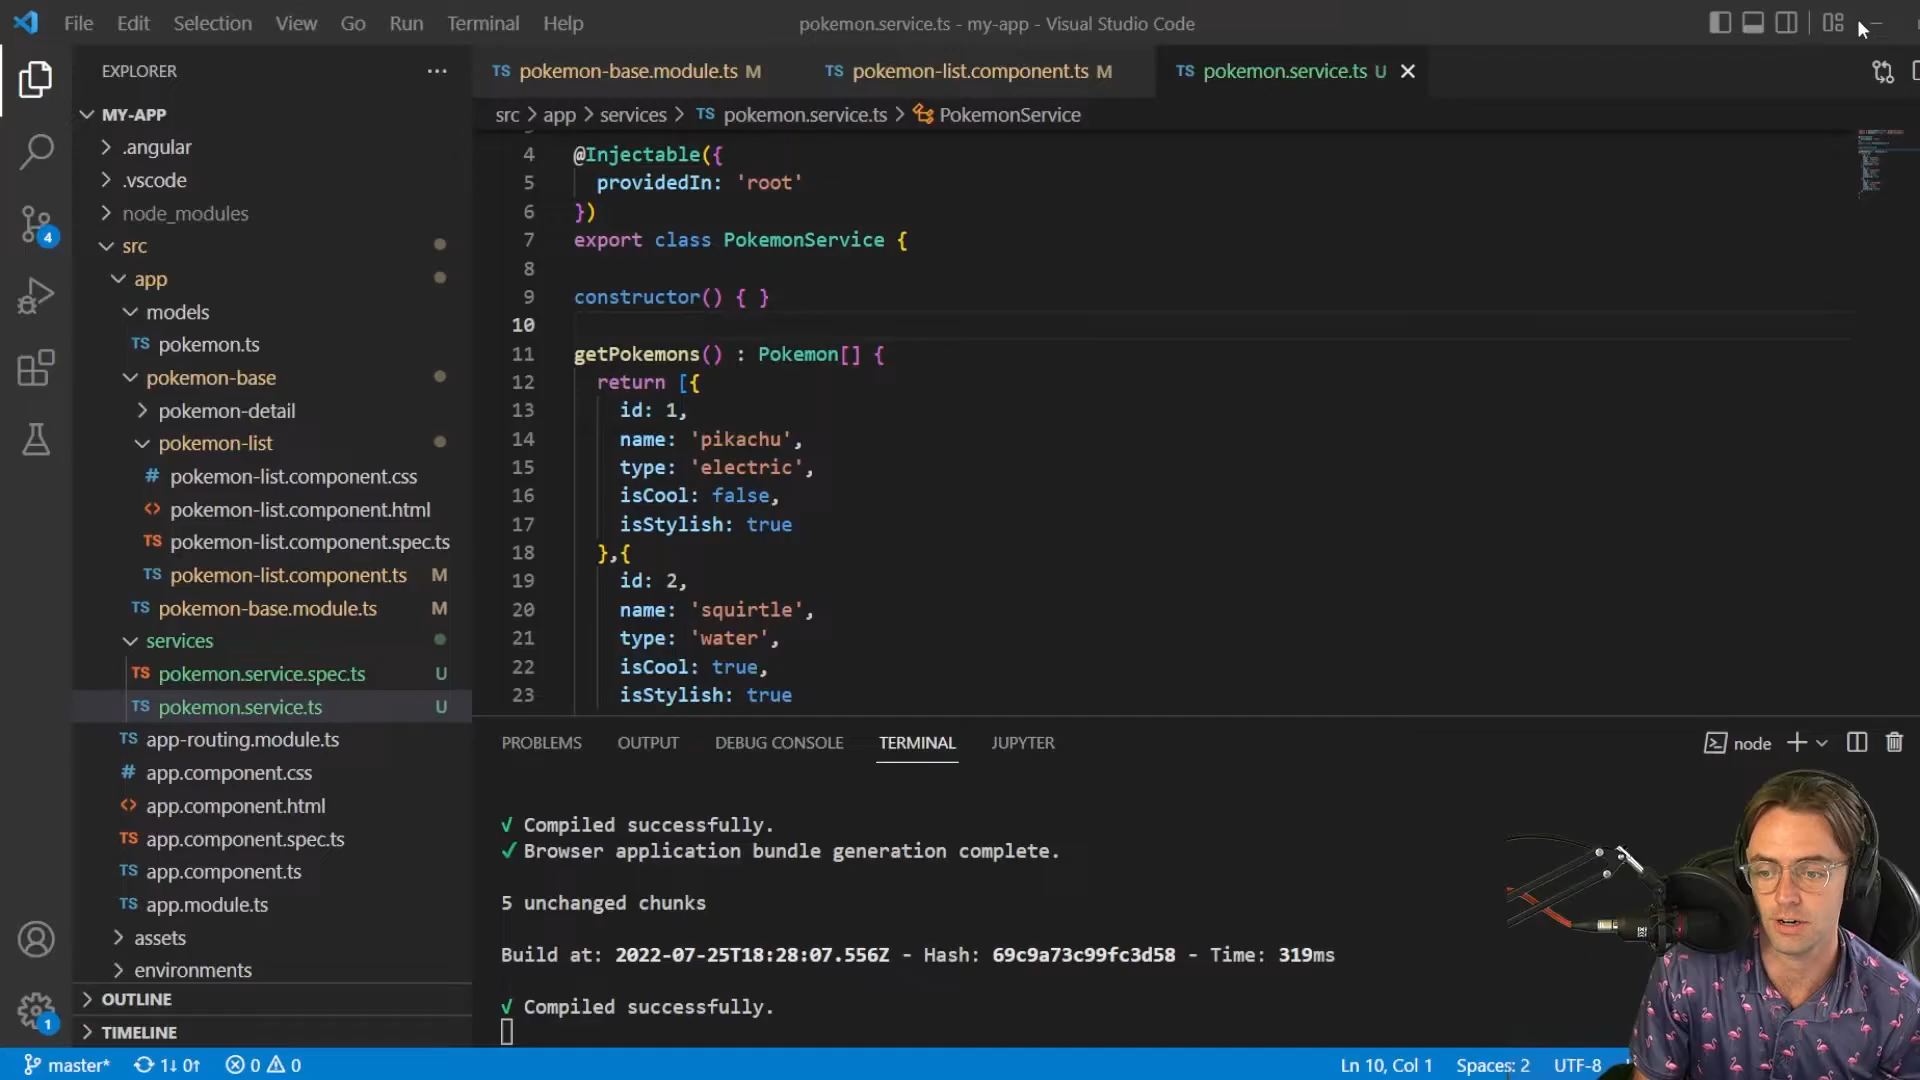 File Edit Selection View Go Run Terminal Help
pokemon.service.ts - my-app - Visual Studio Code
EXPLORER
MY-APP
.angular
.vscode
node_modules
src
app
models
TS pokemon.ts
pokemon-base
pokemon-detail
pokemon-list
# pokemon-list.component.css
<> pokemon-list.component.html
TS pokemon-list.component.spec.ts
TS pokemon-list.component.ts M
TS pokemon-base.module.ts M
services
TS pokemon.service.spec.ts U
TS pokemon.service.ts U
TS app-routing.module.ts
# app.component.css
<> app.component.html
TS app.component.spec.ts
TS app.component.ts
TS app.module.ts
assets
environments
OUTLINE
TIMELINE
4
1
TS pokemon-base.module.ts M TS pokemon-list.component.ts M TS pokemon.service.ts U
src > app > services > TS pokemon.service.ts > PokemonService
4 @Injectable({
5 providedIn: 'root'
6 })
7 export class PokemonService {
8
9 constructor() { }
10
11 getPokemons() : Pokemon[] {
12 return [{
13 id: 1,
14 name: 'pikachu',
15 type: 'electric',
16 isCool: false,
17 isStylish: true
18 },{
19 id: 2,
20 name: 'squirtle',
21 type: 'water',
22 isCool: true,
23 isStylish: true
PROBLEMS OUTPUT DEBUG CONSOLE TERMINAL JUPYTER
node
√ Compiled successfully.
✓ Browser application bundle generation complete.
5 unchanged chunks
Build at: 2022-07-25T18:28:07.556Z - Hash: 69c9a73c99fc3d58 - Time: 319ms
√ Compiled successfully.
master* 1↓ 0↑ 0 0
Ln 10, Col 1 Spaces: 2 UTF-8